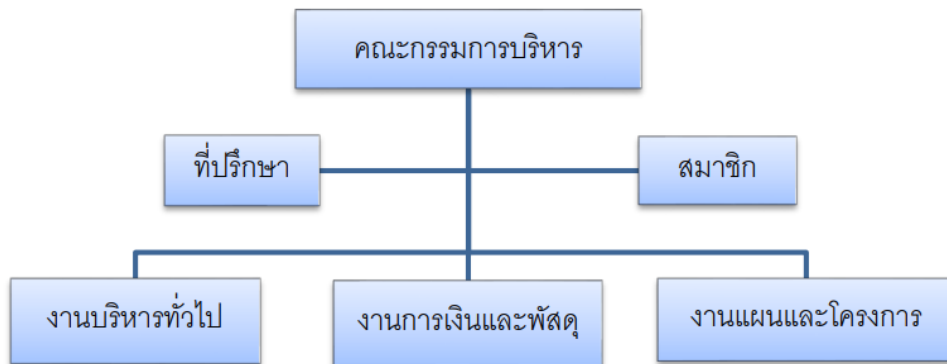 คณะกรรมการบริหาร
ที่ปรึกษา
สมาชิก
งานบริหารทั่วไป
งานการเงินและพัสดุ
งานแผนและโครงการ